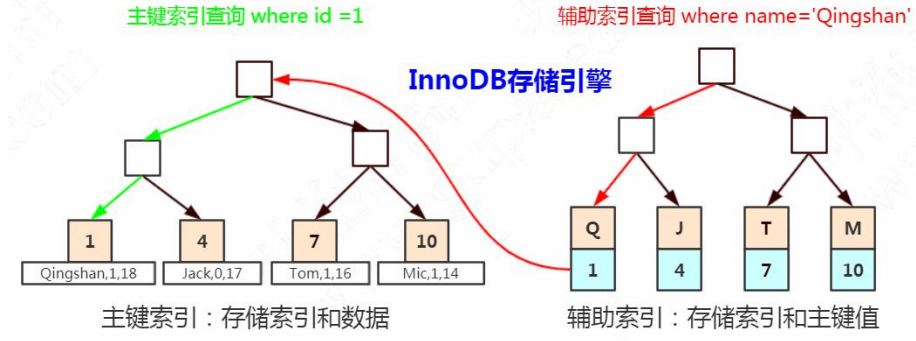 主键索引查询 where id =1
辅助索引查询 where name='Qingshan'
InnoDB存储引擎
1
4
7
10
Qingshan,1,18
Jack,0,17
Tom,1,16
Mic,1,14
Q
J
T
M
1
4
7
10
主键索引：存储索引和数据
辅助索引：存储索引和主键值